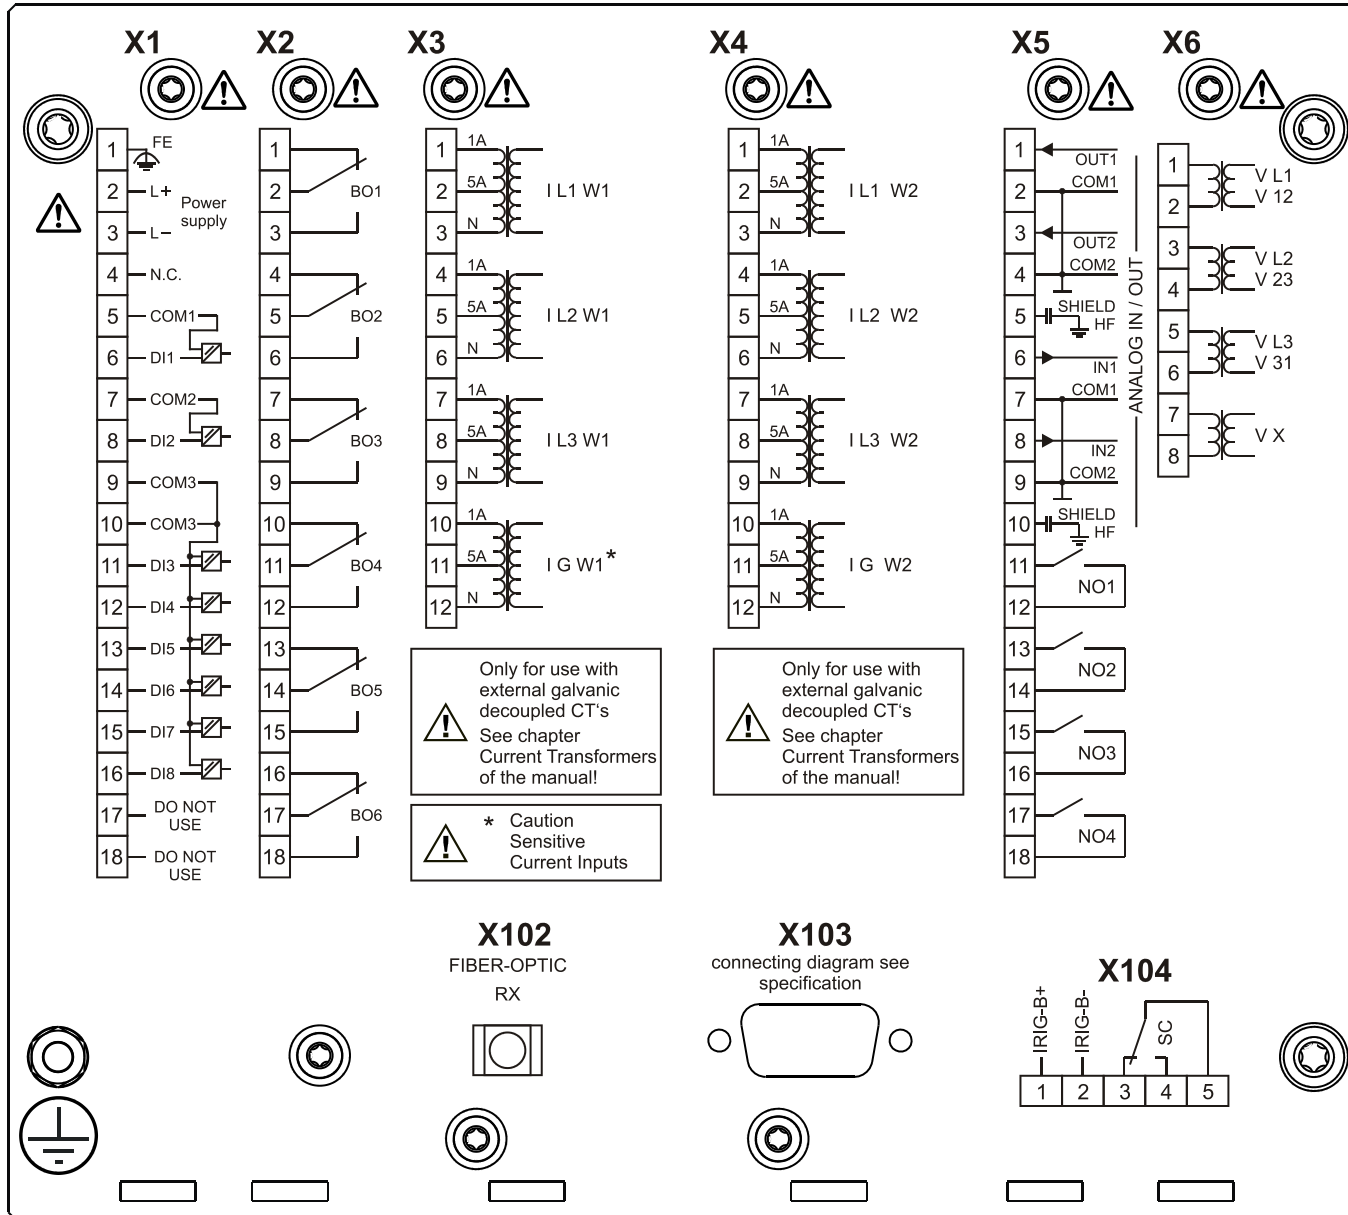 X1
1 FE
2 L+
Power
supply
3 L–
4 N.C.
5 COM1
6 DI1
7 COM2
8 DI2
9 COM3
10 COM3
11 DI3
12 DI4
13 DI5
14 DI6
15 DI7
16 DI8
17 DO NOT
USE
18 DO NOT
USE
X2
1
2 BO1
3
4
5 BO2
6
7
8 BO3
9
10
11 BO4
12
13
14 BO5
15
16
17 BO6
18
X3
1 1A
2 5A I L1 W1
3 N
4 1A
5 5A I L2 W1
6 N
7 1A
8 5A I L3 W1
9 N
10 1A
11 5A I G W1*
12 N
Only for use with
external galvanic
decoupled CT‘s
See chapter
Current Transformers
of the manual!
* Caution
Sensitive
Current Inputs
X4
1 1A
2 5A I L1 W2
3 N
4 1A
5 5A I L2 W2
6 N
7 1A
8 5A I L3 W2
9 N
10 1A
11 5A I G W2
12 N
Only for use with
external galvanic
decoupled CT‘s
See chapter
Current Transformers
of the manual!
X5
1 OUT1
2 COM1
3 OUT2
4 COM2
5 SHIELD
HF
6 IN1
7 COM1
8 IN2
9 COM2
10 SHIELD
HF
ANALOG IN / OUT
11
NO1
12
13
NO2
14
15
NO3
16
17
NO4
18
X6
1 V L1
2 V 12
3 V L2
4 V 23
5 V L3
6 V 31
7
V X
8
X102
FIBER-OPTIC
RX
X103
connecting diagram see
specification
X104
IRIG-B+
IRIG-B-
SC
1 2 3 4 5